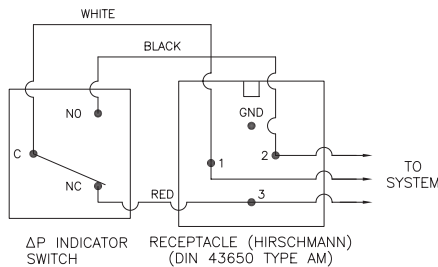 WHITE
BLACK
NO
GND
C
1
2
NC
RED
3
TO
SYSTEM
ΔP INDICATOR
SWITCH
RECEPTACLE (HIRSCHMANN)
(DIN 43650 TYPE AM)